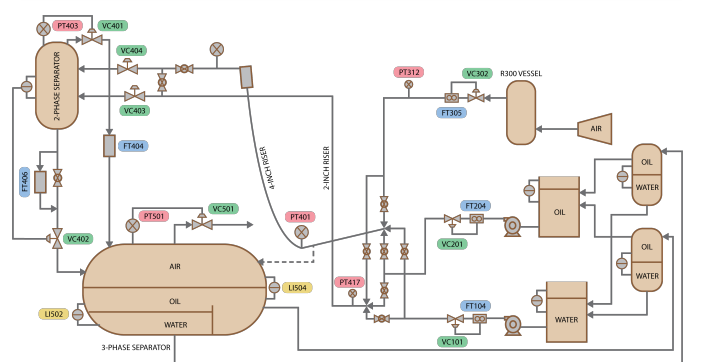 PT403
VC401
VC404
2-PHASE SEPARATOR
VC403
FT404
FT406
VC402
4-INCH RISER
2-INCH RISER
PT312
VC302
R300 VESSEL
FT305
AIR
OIL
WATER
FT204
OIL
VC201
PT501
VC501
PT401
AIR
LI504
OIL
LI502
WATER
3-PHASE SEPARATOR
PT417
FT104
VC101
WATER
OIL
WATER